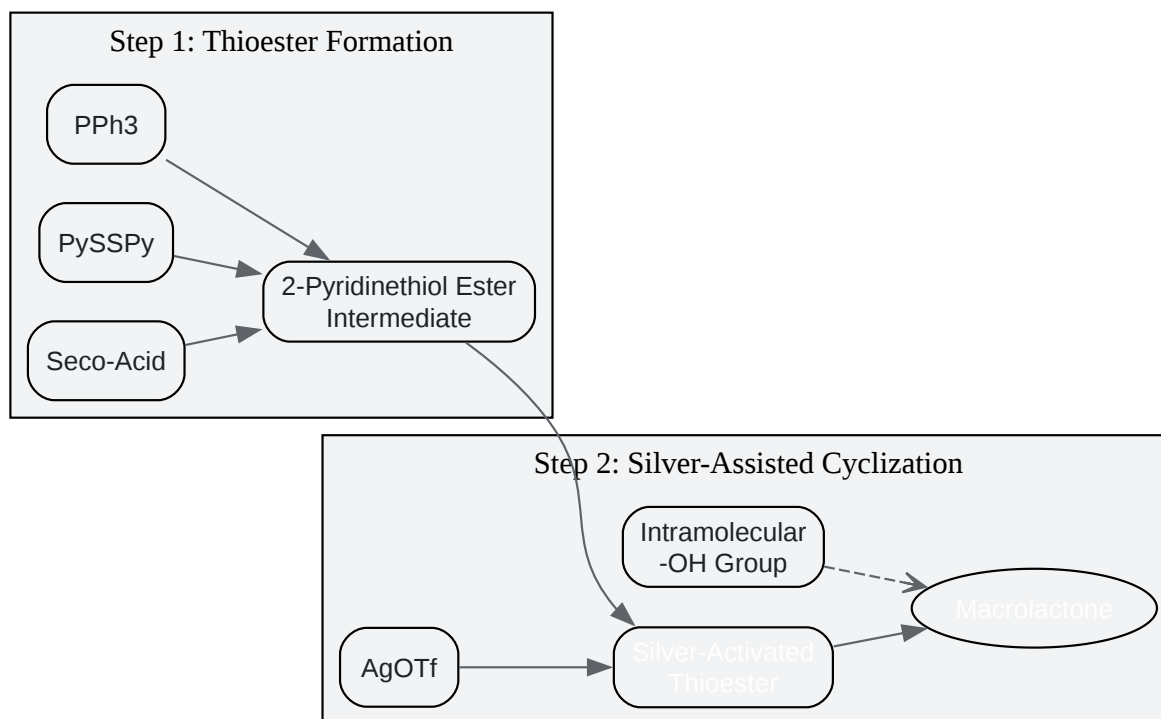 Step 1: Thioester Formation
PPh3
PySSPy
Seco-Acid
2-Pyridinethiol Ester
Intermediate
Step 2: Silver-Assisted Cyclization
Intramolecular
-OH Group
AgOTf
Silver-Activated
Thioester
Macrolactone